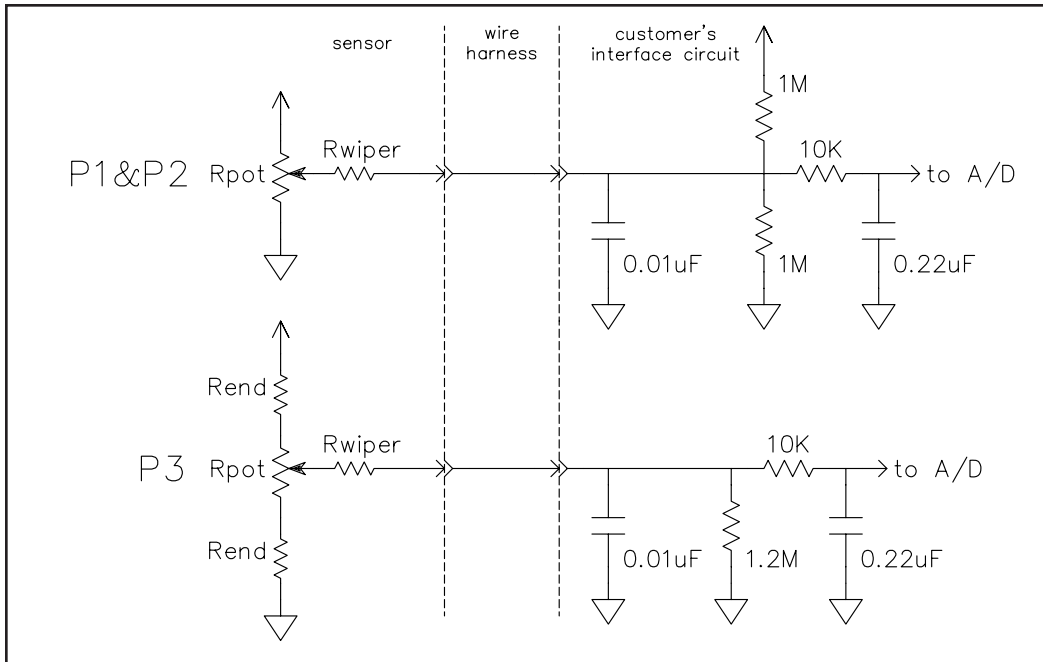 sensor
wire
harness
customer's
interface circuit
1M
P1&P2
Rpot
Rwiper
10K
to A/D
0.01uF
1M
0.22uF
Rend
P3
Rpot
Rwiper
10K
to A/D
Rend
0.01uF
1.2M
0.22uF